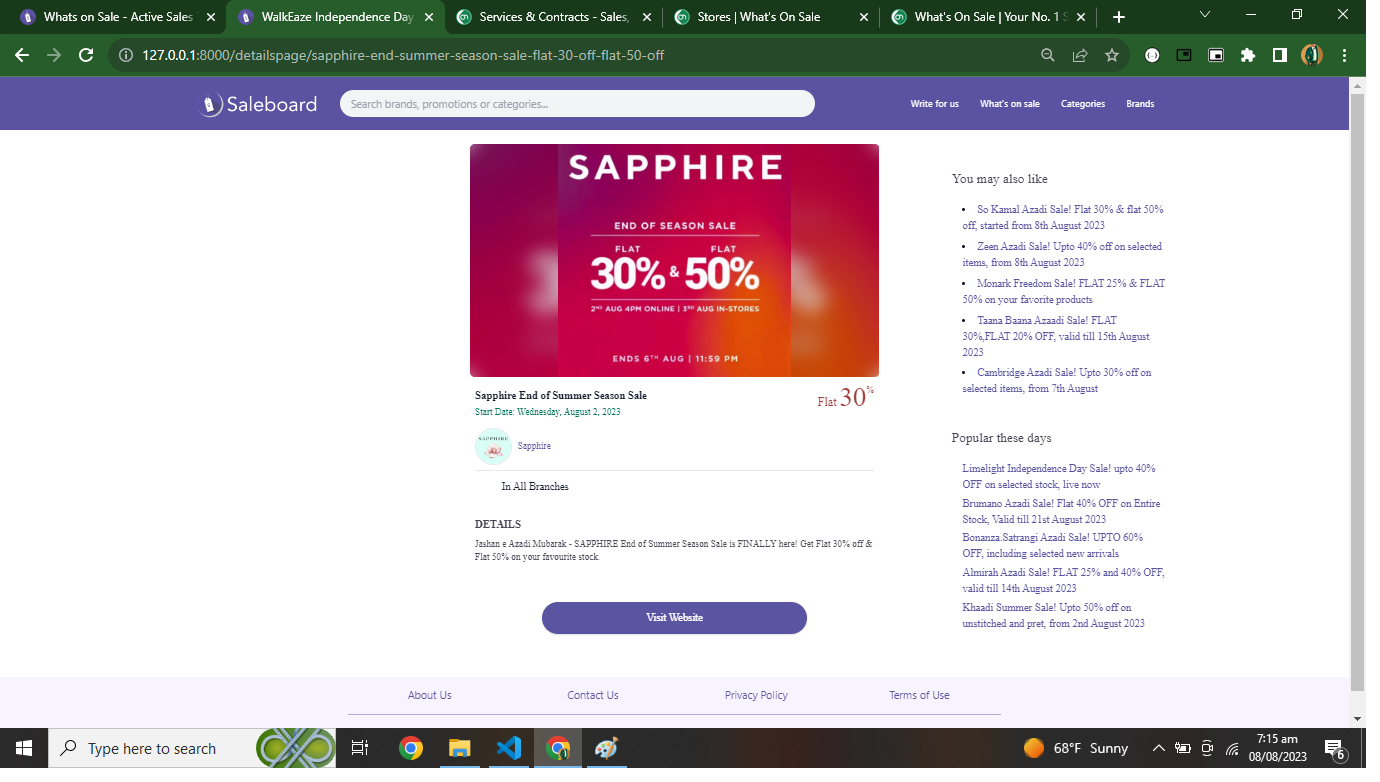 Whats on Sale - Active Sales
WalkEaze Independence Day
Services & Contracts - Sales,
Stores | What's On Sale
What's On Sale | Your No. 1 S
127.0.0.1:8000/detailspage/sapphire-end-summer-season-sale-flat-30-off-flat-50-off
Saleboard
Search brands, promotions or categories...
Write for us
What's on sale
Categories
Brands
SAPPHIRE
END OF SEASON SALE
FLAT FLAT
30% & 50%
2ND AUG 4PM ONLINE | 3RD AUG IN-STORES
ENDS 6TH AUG | 11:59 PM
Sapphire End of Summer Season Sale
Flat 30%
Start Date: Wednesday, August 2, 2023
SAPPHIRE
Sapphire
In All Branches
DETAILS
Jashan e Azadi Mubarak - SAPPHIRE End of Summer Season Sale is FINALLY here! Get Flat 30% off &
Flat 50% on your favourite stock.
Visit Website
You may also like
• So Kamal Azadi Sale! Flat 30% & flat 50%
off, started from 8th August 2023
• Zeen Azadi Sale! Upto 40% off on selected
items, from 8th August 2023
• Monark Freedom Sale! FLAT 25% & FLAT
50% on your favorite products
• Taana Baana Azaadi Sale! FLAT
30%,FLAT 20% OFF, valid till 15th August
2023
• Cambridge Azadi Sale! Upto 30% off on
selected items, from 7th August
Popular these days
Limelight Independence Day Sale! upto 40%
OFF on selected stock, live now
Brumano Azadi Sale! Flat 40% OFF on Entire
Stock, Valid till 21st August 2023
Bonanza.Satrangi Azadi Sale! UPTO 60%
OFF, including selected new arrivals
Almirah Azadi Sale! FLAT 25% and 40% OFF,
valid till 14th August 2023
Khaadi Summer Sale! Upto 50% off on
unstitched and pret, from 2nd August 2023
About Us
Contact Us
Privacy Policy
Terms of Use
Type here to search
68°F Sunny
7:15 am
08/08/2023
6